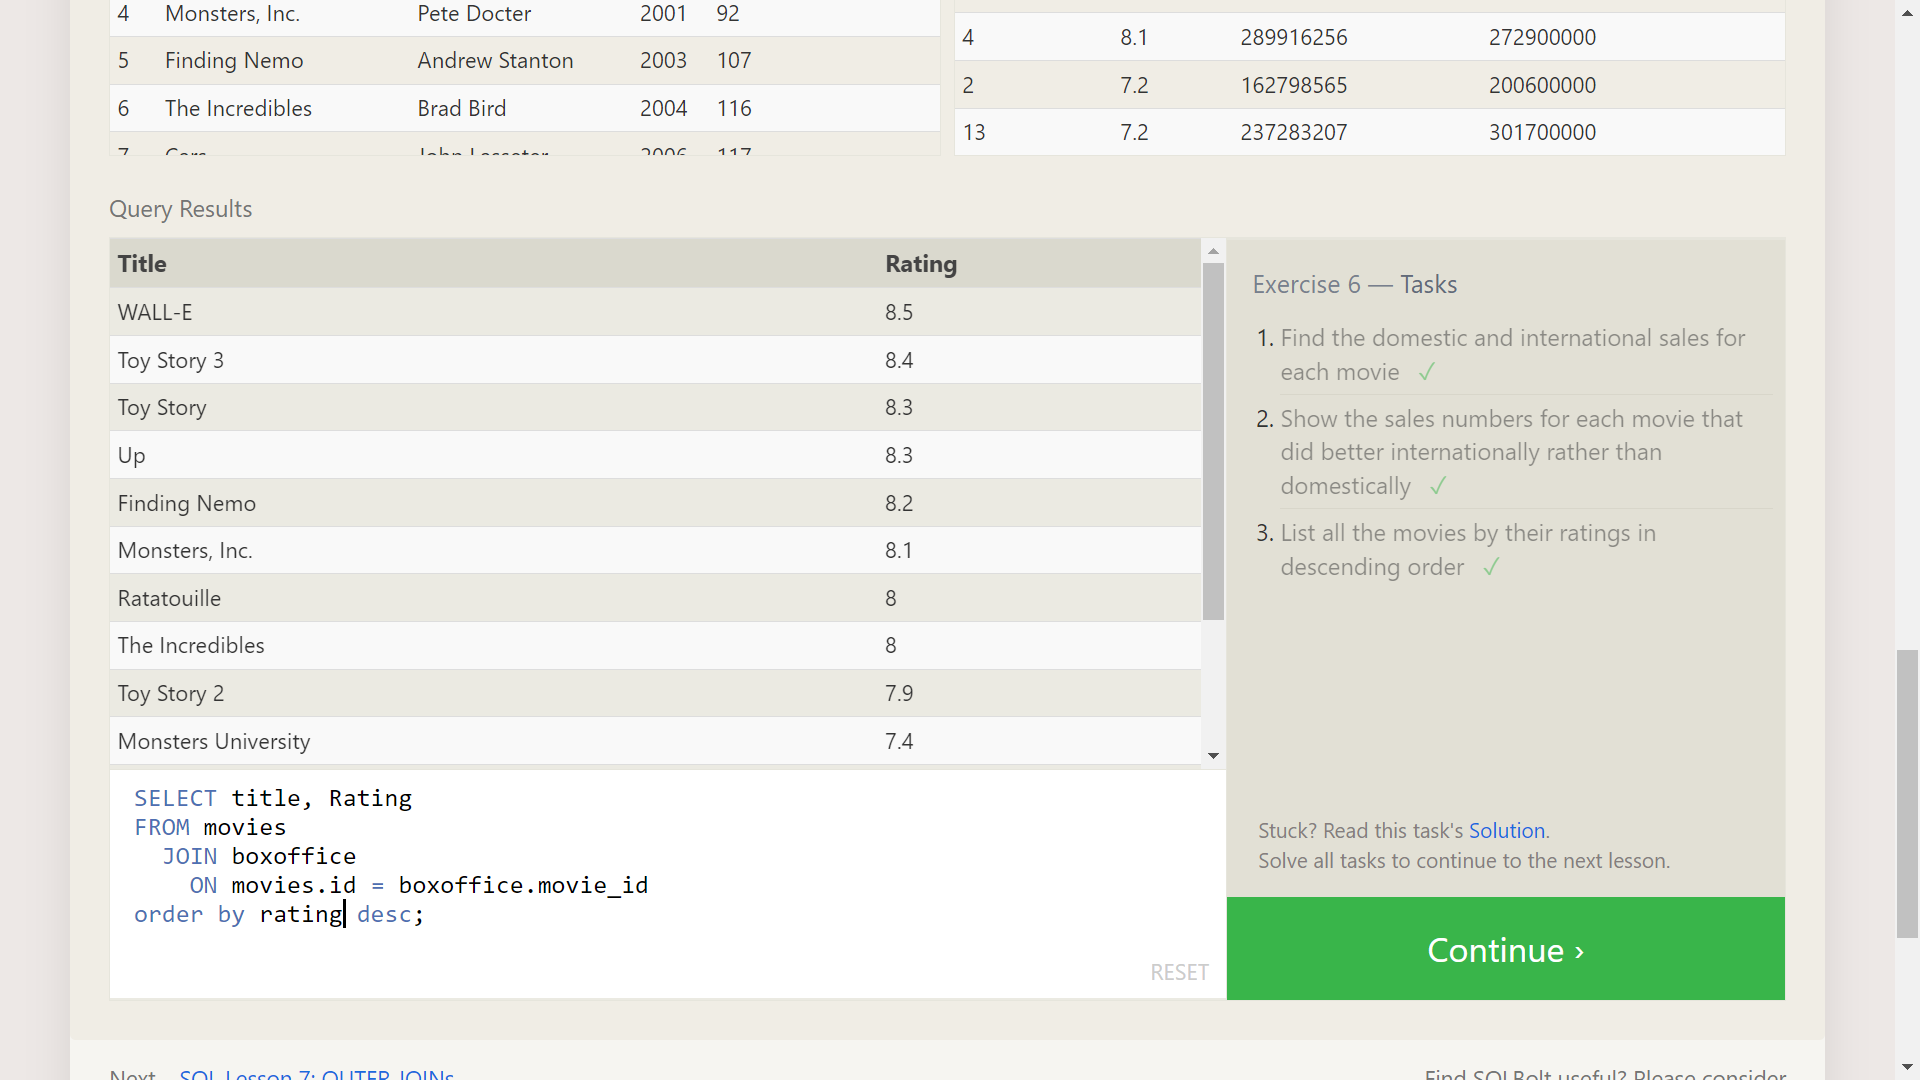 4 Monsters, Inc. Pete Docter 2001 92
5 Finding Nemo Andrew Stanton 2003 107
6 The Incredibles Brad Bird 2004 116
7 Cars John Lasseter 2006 117
4 8.1 289916256 272900000
2 7.2 162798565 200600000
13 7.2 237283207 301700000
Query Results
Title Rating
WALL-E 8.5
Toy Story 3 8.4
Toy Story 8.3
Up 8.3
Finding Nemo 8.2
Monsters, Inc. 8.1
Ratatouille 8
The Incredibles 8
Toy Story 2 7.9
Monsters University 7.4
SELECT title, Rating
FROM movies
JOIN boxoffice
ON movies.id = boxoffice.movie_id
order by rating desc;
RESET
Exercise 6 — Tasks
1. Find the domestic and international sales for
each movie ✓
2. Show the sales numbers for each movie that
did better internationally rather than
domestically ✓
3. List all the movies by their ratings in
descending order ✓
Stuck? Read this task's Solution.
Solve all tasks to continue to the next lesson.
Continue ›
Next – SQL Lesson 7: OUTER JOINs
Find SQLBolt useful? Please consider